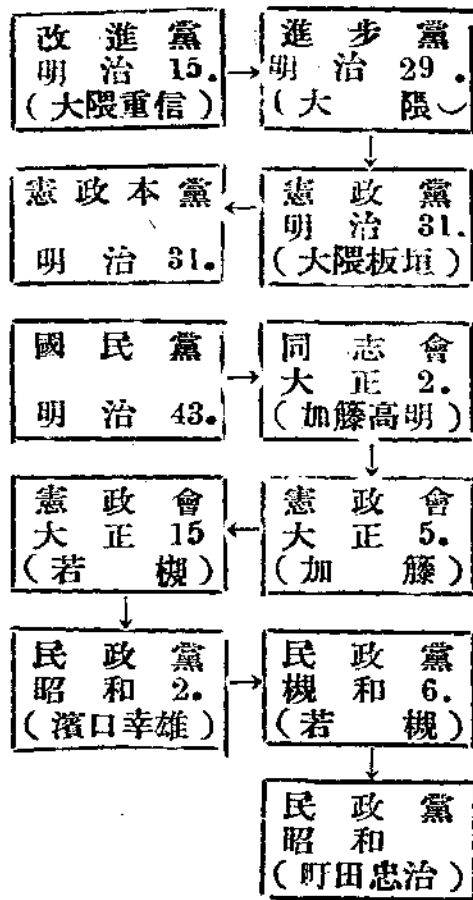 改進黨
明治 15.
(大隈重信)
進步黨
明治 29.
(大隈)
憲政黨
明治 31.
(大隈板垣)
憲政本黨
明治 31.
國民黨
明治 43.
同志會
大正 2.
(加藤高明)
憲政會
大正 5.
(加藤)
憲政會
大正 15
(若槻)
民政黨
昭和 2.
(濱口幸雄)
民政黨
槻和 6.
(若槻)
民政黨
昭和
(町田忠治)